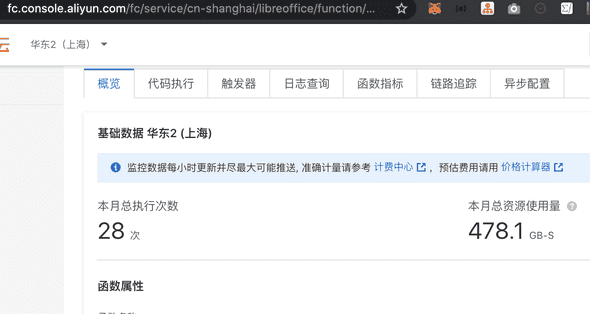 fc.console.aliyun.com/fc/service/cn-shanghai/libreoffice/function/...
云 华东2（上海）
概览 代码执行 触发器 日志查询 函数指标 链路追踪 异步配置
基础数据 华东2 (上海)
监控数据每小时更新并尽最大可能推送, 准确计量请参考 计费中心 ，预估费用请用 价格计算器
本月总执行次数 本月总资源使用量
28 次 478.1 GB-S
函数属性